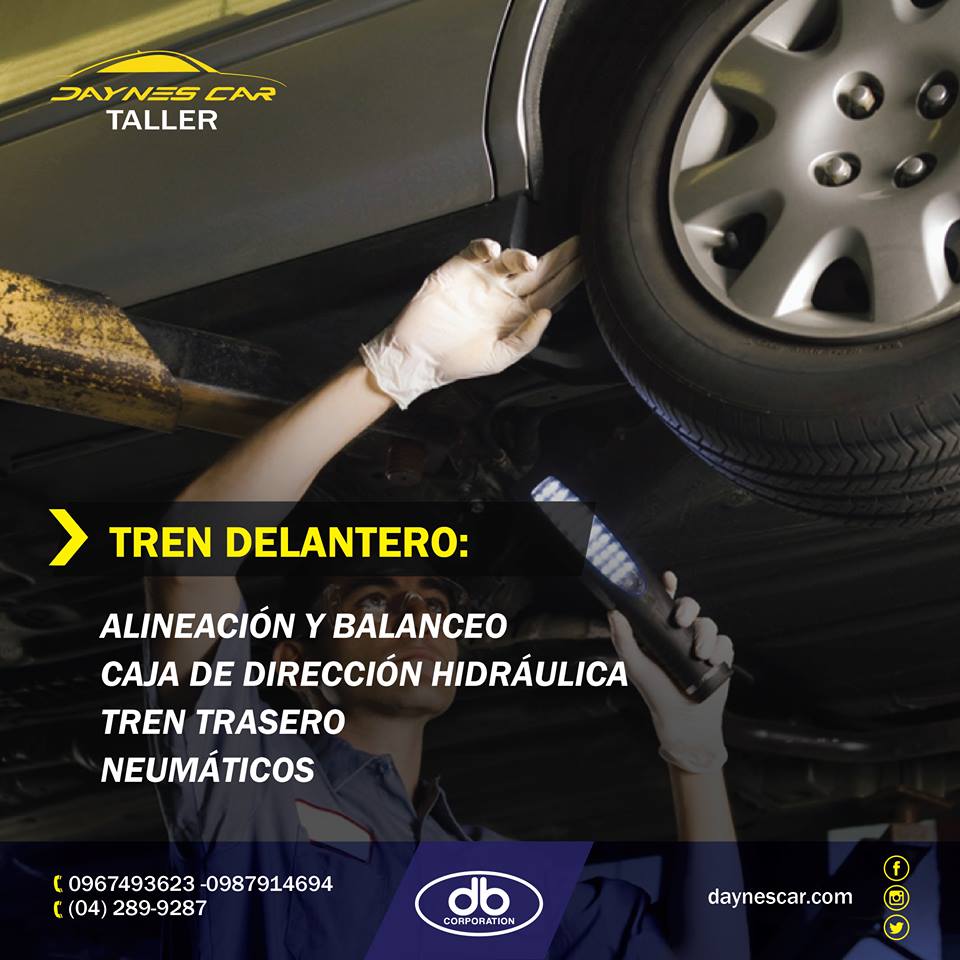 DAYNES CAR
TALLER
TREN DELANTERO:
ALINEACIÓN Y BALANCEO
CAJA DE DIRECCIÓN HIDRÁULICA
TREN TRASERO
NEUMÁTICOS
0967493623 -0987914694
(04) 289-9287
db
CORPORATION
daynescar.com